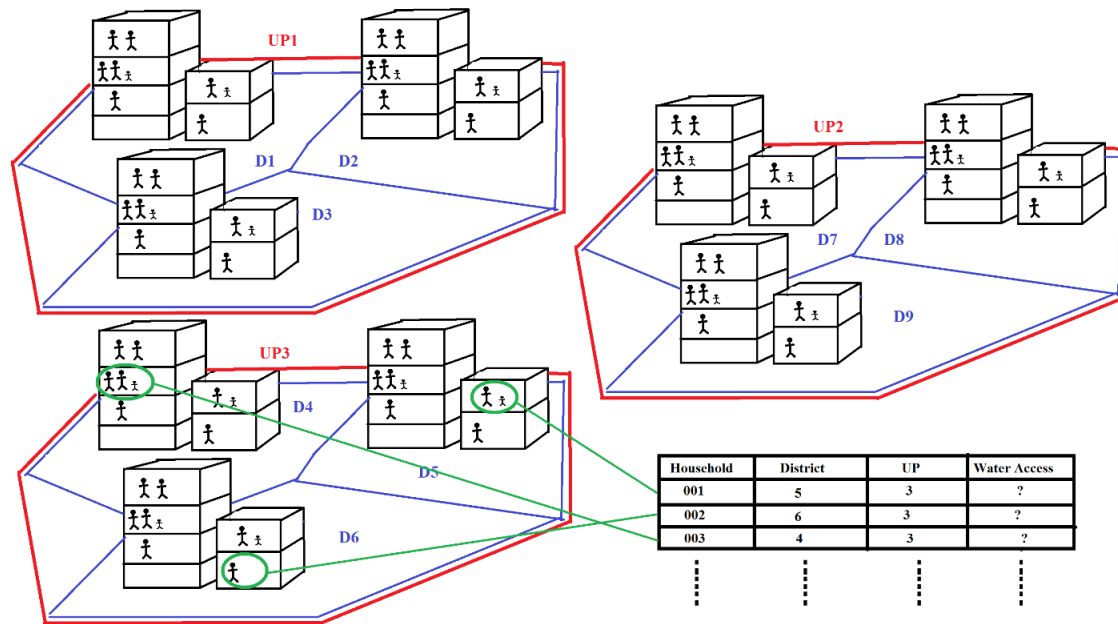 UP1
D1
D2
D3
UP2
D7
D8
D9
UP3
D4
D5
D6
Household District UP Water Access
001 5 3 ?
002 6 3 ?
003 4 3 ?